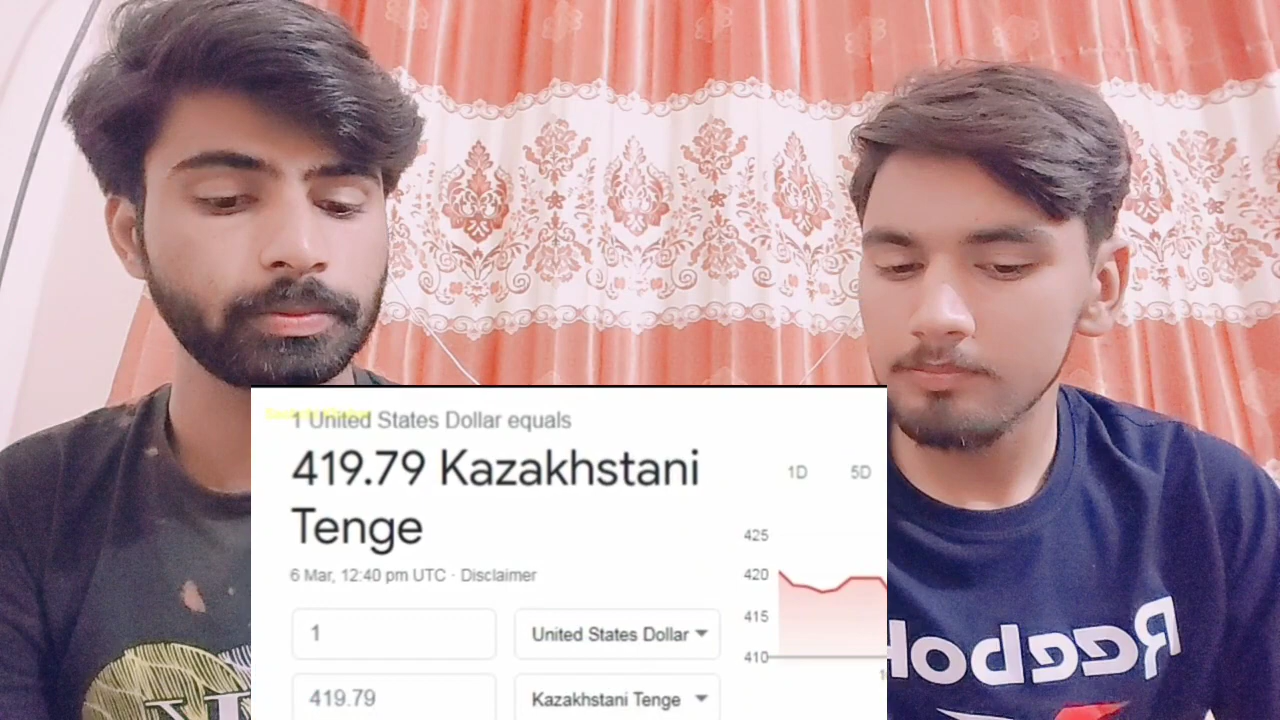 1 United States Dollar equals
419.79 Kazakhstani
Tenge
6 Mar, 12:40 pm UTC · Disclaimer
1D 5D
425
420
415
410
1 United States Dollar
419.79 Kazakhstani Tenge
Reebok